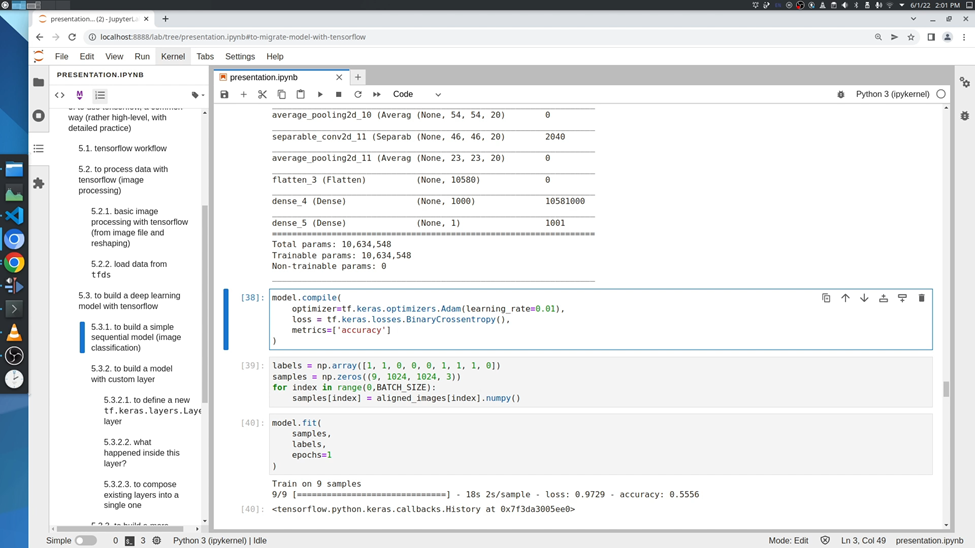 6/1/22 2:01 PM
presentation... (2) - JupyterL
localhost:8888/lab/tree/presentation.ipynb#to-migrate-model-with-tensorflow
File Edit View Run Kernel Tabs Settings Help
PRESENTATION.IPYNB
way (rather high-level, with
detailed practice)
5.1. tensorflow workflow
5.2. to process data with
tensorflow (image
processing)
5.2.1. basic image
processing with tensorflow
(from image file and
reshaping)
5.2.2. load data from
tfds
5.3. to build a deep learning
model with tensorflow
5.3.1. to build a simple
sequential model (image
classification)
5.3.2. to build a model
with custom layer
5.3.2.1. to define a new
tf.keras.layers.Laye
layer
5.3.2.2. what
happened inside this
layer?
5.3.2.3. to compose
existing layers into a
single one
presentation.ipynb
Code
Python 3 (ipykernel)
average_pooling2d_10 (Averag (None, 54, 54, 20) 0
separable_conv2d_11 (Separab (None, 46, 46, 20) 2040
average_pooling2d_11 (Averag (None, 23, 23, 20) 0
flatten_3 (Flatten) (None, 10580) 0
dense_4 (Dense) (None, 1000) 10581000
dense_5 (Dense) (None, 1) 1001
=================================================================
Total params: 10,634,548
Trainable params: 10,634,548
Non-trainable params: 0
[38]: model.compile(
optimizer=tf.keras.optimizers.Adam(learning_rate=0.01),
loss = tf.keras.losses.BinaryCrossentropy(),
metrics=['accuracy']
)
[39]: labels = np.array([1, 1, 0, 0, 0, 1, 1, 1, 0])
samples = np.zeros((9, 1024, 1024, 3))
for index in range(0,BATCH_SIZE):
samples[index] = aligned_images[index].numpy()
[40]: model.fit(
samples,
labels,
epochs=1
)
Train on 9 samples
9/9 [==============================] - 18s 2s/sample - loss: 0.9729 - accuracy: 0.5556
[40]: <tensorflow.python.keras.callbacks.History at 0x7f3da3005ee0>
Simple 0 3 Python 3 (ipykernel) | Idle Mode: Edit Ln 3, Col 49 presentation.ipynb